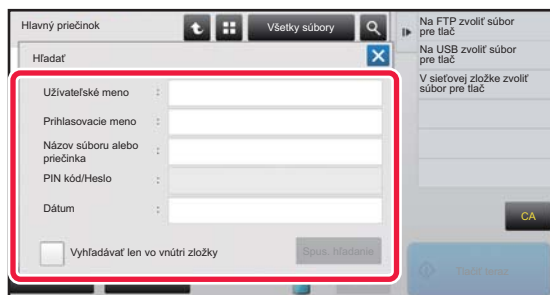 Hlavný priečinok
Všetky súbory
Hľadať
Užívateľské meno :
Prihlasovacie meno :
Názov súboru alebo
priečinka :
PIN kód/Heslo :
Dátum :
Vyhľadávať len vo vnútri zložky
Spus. hľadanie
Na FTP zvoliť súbor
pre tlač
Na USB zvoliť súbor
pre tlač
V sieťovej zložke zvoliť
súbor pre tlač
CA